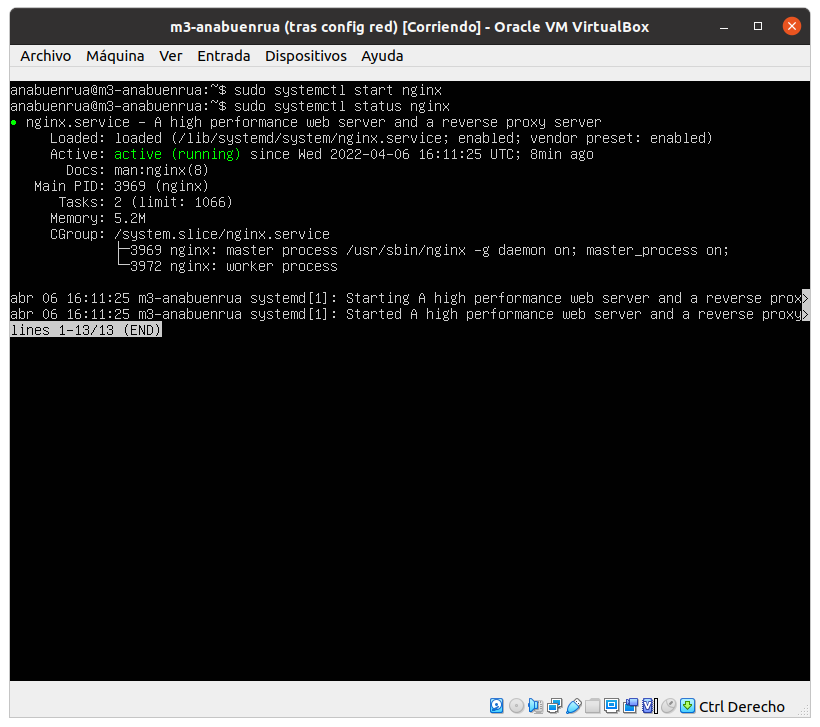 m3-anabuenrua (tras config red) [Corriendo] - Oracle VM VirtualBox
Archivo Máquina Ver Entrada Dispositivos Ayuda
anabuenrua@m3-anabuenrua:~$ sudo systemctl start nginx
anabuenrua@m3-anabuenrua:~$ sudo systemctl status nginx
● nginx.service - A high performance web server and a reverse proxy server
Loaded: loaded (/lib/systemd/system/nginx.service; enabled; vendor preset: enabled)
Active: active (running) since Wed 2022-04-06 16:11:25 UTC; 8min ago
Docs: man:nginx(8)
Main PID: 3969 (nginx)
Tasks: 2 (limit: 1066)
Memory: 5.2M
CGroup: /system.slice/nginx.service
├─3969 nginx: master process /usr/sbin/nginx -g daemon on; master_process on;
└─3972 nginx: worker process
abr 06 16:11:25 m3-anabuenrua systemd[1]: Starting A high performance web server and a reverse prox>
abr 06 16:11:25 m3-anabuenrua systemd[1]: Started A high performance web server and a reverse proxy>
lines 1-13/13 (END)
Ctrl Derecho